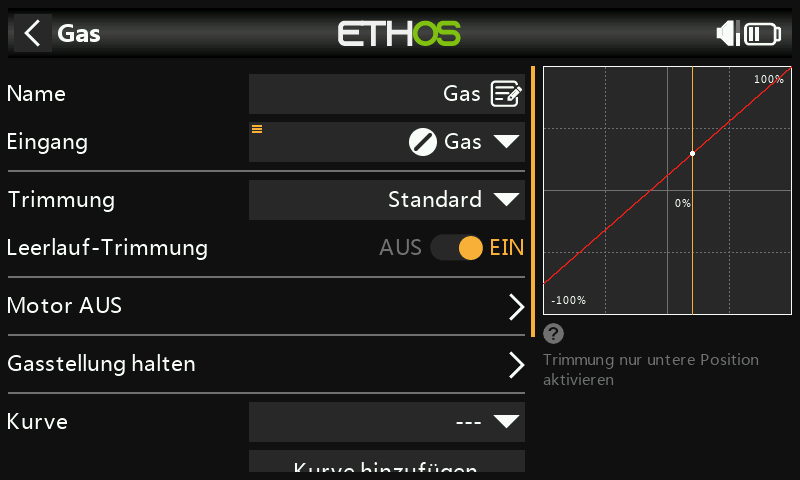 Gas
ETHOS
Name
Gas
Eingang
Gas
Trimmung
Standard
Leerlauf-Trimmung
AUS
EIN
Motor AUS
Gasstellung halten
Kurve
---
Kurve hinzufügen
100%
0%
-100%
?
Trimmung nur untere Position
aktivieren